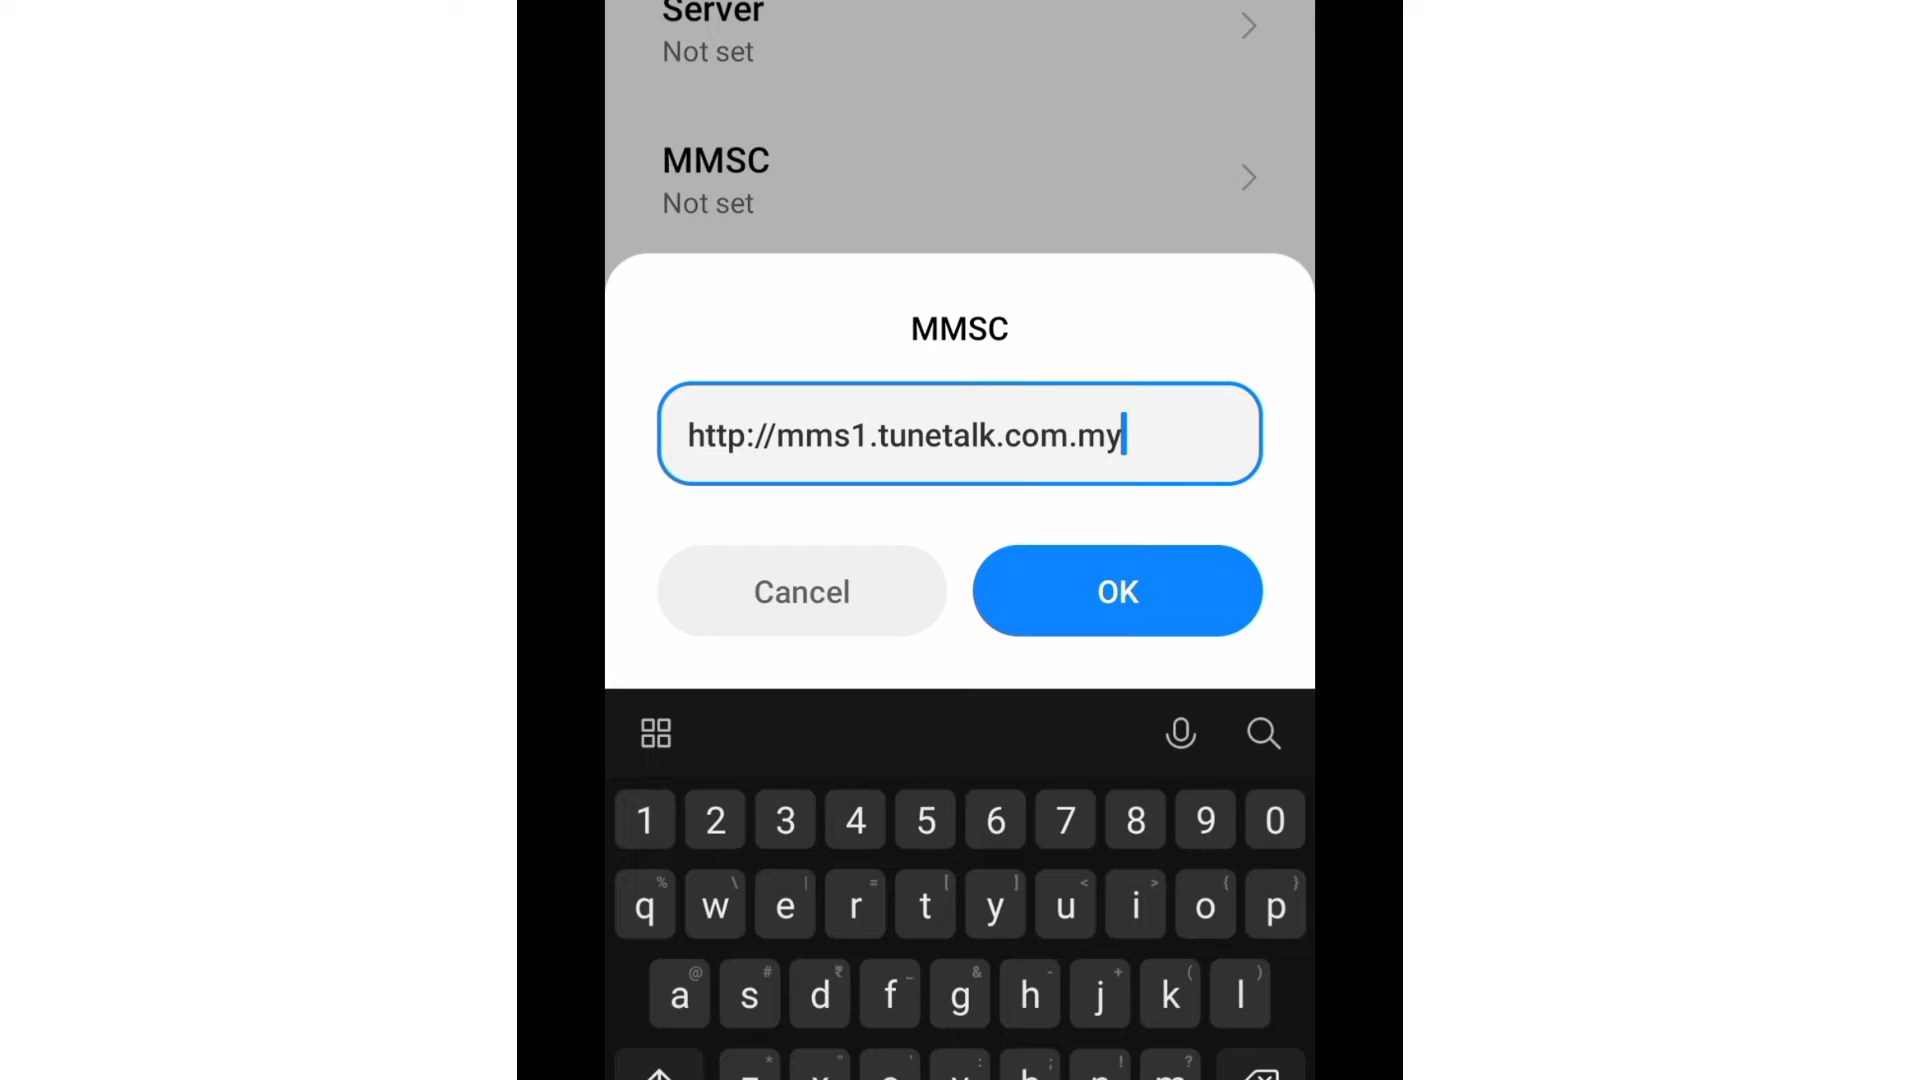 Server
Not set
MMSC
Not set
MMSC
http://mms1.tunetalk.com.my
Cancel
OK
1 2 3 4 5 6 7 8 9 0
% \ | = [ ] < > { }
q w e r t y u i o p
@ # ₹ _ & - + ( )
a s d f g h j k l
* " ' : ; ! ?